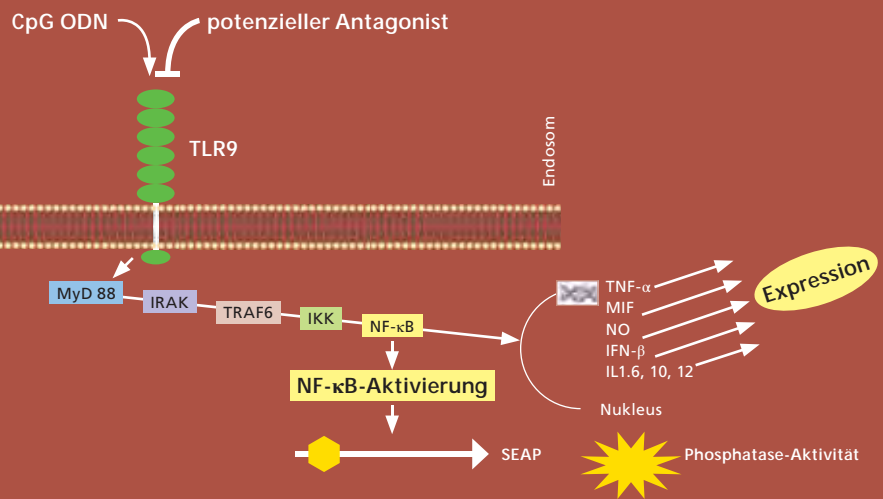 CpG ODN
potenzieller Antagonist
TLR9
Endosom
MyD 88
IRAK
TRAF6
IKK
NF-κB
TNF-α
MIF
NO
IFN-β
IL1.6, 10, 12
Expression
NF-κB-Aktivierung
Nukleus
SEAP
Phosphatase-Aktivität